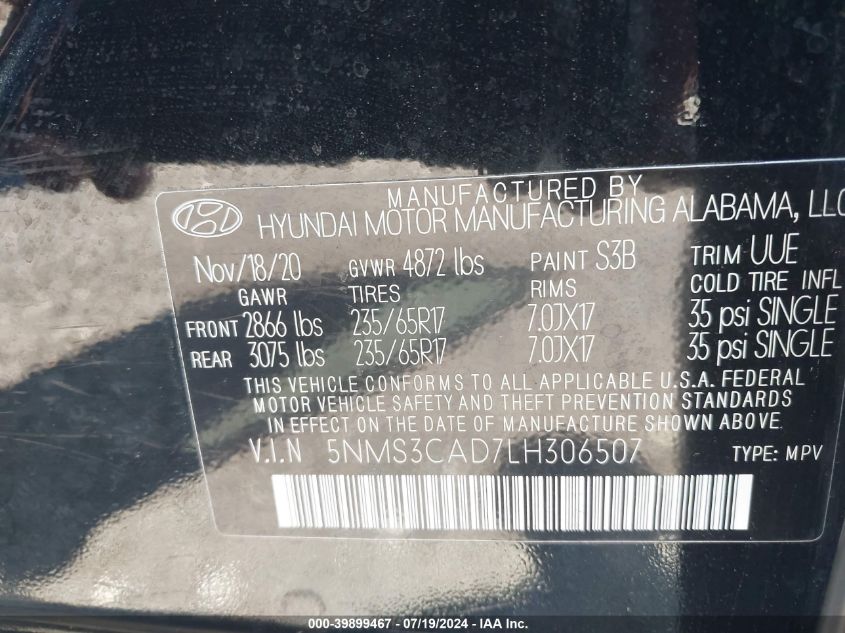 MANUFACTURED BY
HYUNDAI MOTOR MANUFACTURING ALABAMA, LLC
Nov/18/20 GVWR 4872 lbs PAINT S3B TRIM UUE
GAWR TIRES RIMS COLD TIRE INFL
FRONT 2866 lbs 235/65R17 7.0JX17 35 psi SINGLE
REAR 3075 lbs 235/65R17 7.0JX17 35 psi SINGLE
THIS VEHICLE CONFORMS TO ALL APPLICABLE U.S.A. FEDERAL
MOTOR VEHICLE SAFETY AND THEFT PREVENTION STANDARDS
IN EFFECT ON THE DATE OF MANUFACTURE SHOWN ABOVE.
V.I.N 5NMS3CAD7LH306507 TYPE: MPV
000-39899467 - 07/19/2024 - IAA Inc.